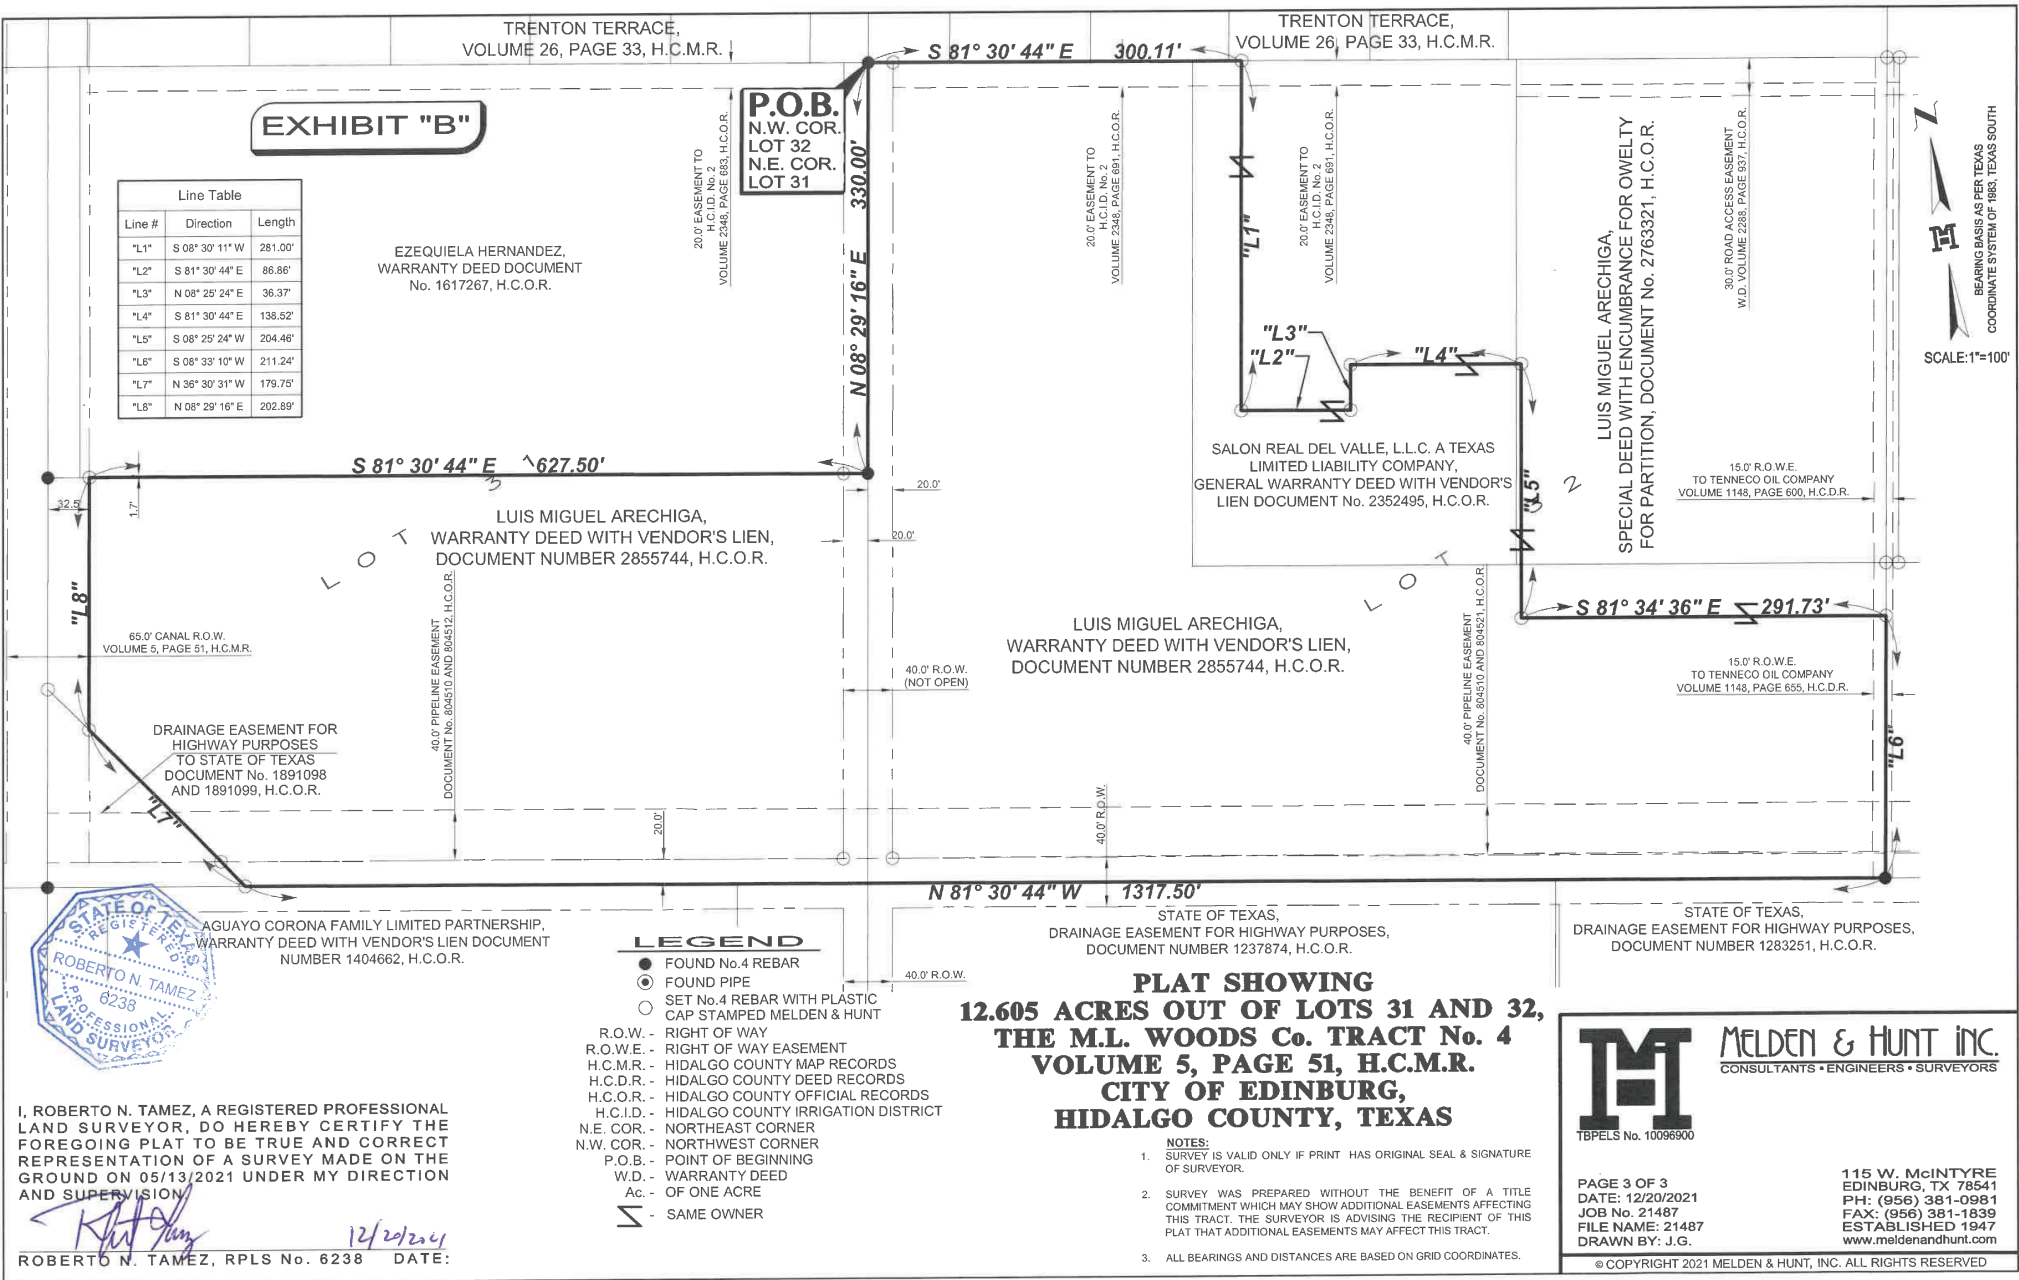 TRENTON TERRACE,
VOLUME 26, PAGE 33, H.C.M.R.
S 81° 30' 44" E 300.11'
TRENTON TERRACE,
VOLUME 26, PAGE 33, H.C.M.R.
EXHIBIT "B"
P.O.B.
N.W. COR.
LOT 32
N.E. COR.
LOT 31
Line Table
Line # Direction Length
"L1" S 08° 30' 11" W 281.00'
"L2" S 81° 30' 44" E 86.86'
"L3" N 08° 25' 24" E 36.37'
"L4" S 81° 30' 44" E 138.52'
"L5" S 08° 25' 24" W 204.46'
"L6" S 08° 33' 10" W 211.24'
"L7" N 36° 30' 31" W 179.75'
"L8" N 08° 29' 16" E 202.89'
EZEQUIELA HERNANDEZ,
WARRANTY DEED DOCUMENT
No. 1617267, H.C.O.R.
20.0' EASEMENT TO
H.C.I.D. No. 2
VOLUME 2348, PAGE 683, H.C.O.R.
N 08° 29' 16" E 330.00'
20.0' EASEMENT TO
H.C.I.D. No. 2
VOLUME 2348, PAGE 691, H.C.O.R.
"L1"
20.0' EASEMENT TO
H.C.I.D. No. 2
VOLUME 2348, PAGE 691, H.C.O.R.
"L3"
"L2"
"L4"
LUIS MIGUEL ARECHIGA,
SPECIAL DEED WITH ENCUMBRANCE FOR OWELTY
FOR PARTITION, DOCUMENT No. 2763321, H.C.O.R.
30.0' ROAD ACCESS EASEMENT
W.D. VOLUME 2288, PAGE 937, H.C.O.R.
BEARING BASIS AS PER TEXAS
COORDINATE SYSTEM OF 1983, TEXAS SOUTH
SCALE:1"=100'
SALON REAL DEL VALLE, L.L.C. A TEXAS
LIMITED LIABILITY COMPANY,
GENERAL WARRANTY DEED WITH VENDOR'S
LIEN DOCUMENT No. 2352495, H.C.O.R.
"L5"
15.0' R.O.W.E.
TO TENNECO OIL COMPANY
VOLUME 1148, PAGE 600, H.C.D.R.
S 81° 30' 44" E 627.50'
32.5'
1.7'
20.0'
20.0'
LOT 31
LUIS MIGUEL ARECHIGA,
WARRANTY DEED WITH VENDOR'S LIEN,
DOCUMENT NUMBER 2855744, H.C.O.R.
LOT 32
S 81° 34' 36" E 291.73'
"L8"
65.0' CANAL R.O.W.
VOLUME 5, PAGE 51, H.C.M.R.
40.0' PIPELINE EASEMENT
DOCUMENT No. 804510 AND 804512, H.C.O.R.
40.0' R.O.W.
(NOT OPEN)
LUIS MIGUEL ARECHIGA,
WARRANTY DEED WITH VENDOR'S LIEN,
DOCUMENT NUMBER 2855744, H.C.O.R.
40.0' PIPELINE EASEMENT
DOCUMENT No. 804510 AND 804521, H.C.O.R.
15.0' R.O.W.E.
TO TENNECO OIL COMPANY
VOLUME 1148, PAGE 655, H.C.D.R.
"L6"
DRAINAGE EASEMENT FOR
HIGHWAY PURPOSES
TO STATE OF TEXAS
DOCUMENT No. 1891098
AND 1891099, H.C.O.R.
"L7"
20.0'
40.0' R.O.W.
N 81° 30' 44" W 1317.50'
AGUAYO CORONA FAMILY LIMITED PARTNERSHIP,
WARRANTY DEED WITH VENDOR'S LIEN DOCUMENT
NUMBER 1404662, H.C.O.R.
40.0' R.O.W.
STATE OF TEXAS,
DRAINAGE EASEMENT FOR HIGHWAY PURPOSES,
DOCUMENT NUMBER 1237874, H.C.O.R.
STATE OF TEXAS,
DRAINAGE EASEMENT FOR HIGHWAY PURPOSES,
DOCUMENT NUMBER 1283251, H.C.O.R.
STATE OF TEXAS
REGISTERED
ROBERTO N. TAMEZ
6238
PROFESSIONAL
LAND SURVEYOR
LEGEND
FOUND No.4 REBAR
FOUND PIPE
SET No.4 REBAR WITH PLASTIC
CAP STAMPED MELDEN & HUNT
R.O.W. - RIGHT OF WAY
R.O.W.E. - RIGHT OF WAY EASEMENT
H.C.M.R. - HIDALGO COUNTY MAP RECORDS
H.C.D.R. - HIDALGO COUNTY DEED RECORDS
H.C.O.R. - HIDALGO COUNTY OFFICIAL RECORDS
H.C.I.D. - HIDALGO COUNTY IRRIGATION DISTRICT
N.E. COR. - NORTHEAST CORNER
N.W. COR. - NORTHWEST CORNER
P.O.B. - POINT OF BEGINNING
W.D. - WARRANTY DEED
Ac. - OF ONE ACRE
- SAME OWNER
PLAT SHOWING
12.605 ACRES OUT OF LOTS 31 AND 32,
THE M.L. WOODS Co. TRACT No. 4
VOLUME 5, PAGE 51, H.C.M.R.
CITY OF EDINBURG,
HIDALGO COUNTY, TEXAS
NOTES:
1. SURVEY IS VALID ONLY IF PRINT HAS ORIGINAL SEAL & SIGNATURE
OF SURVEYOR.
2. SURVEY WAS PREPARED WITHOUT THE BENEFIT OF A TITLE
COMMITMENT WHICH MAY SHOW ADDITIONAL EASEMENTS AFFECTING
THIS TRACT. THE SURVEYOR IS ADVISING THE RECIPIENT OF THIS
PLAT THAT ADDITIONAL EASEMENTS MAY AFFECT THIS TRACT.
3. ALL BEARINGS AND DISTANCES ARE BASED ON GRID COORDINATES.
I, ROBERTO N. TAMEZ, A REGISTERED PROFESSIONAL
LAND SURVEYOR, DO HEREBY CERTIFY THE
FOREGOING PLAT TO BE TRUE AND CORRECT
REPRESENTATION OF A SURVEY MADE ON THE
GROUND ON 05/13/2021 UNDER MY DIRECTION
AND SUPERVISION
12/20/2021
ROBERTO N. TAMEZ, RPLS No. 6238 DATE:
MELDEN & HUNT INC.
CONSULTANTS • ENGINEERS • SURVEYORS
TBPELS No. 10096900
PAGE 3 OF 3
DATE: 12/20/2021
JOB No. 21487
FILE NAME: 21487
DRAWN BY: J.G.
115 W. McINTYRE
EDINBURG, TX 78541
PH: (956) 381-0981
FAX: (956) 381-1839
ESTABLISHED 1947
www.meldenandhunt.com
© COPYRIGHT 2021 MELDEN & HUNT, INC. ALL RIGHTS RESERVED